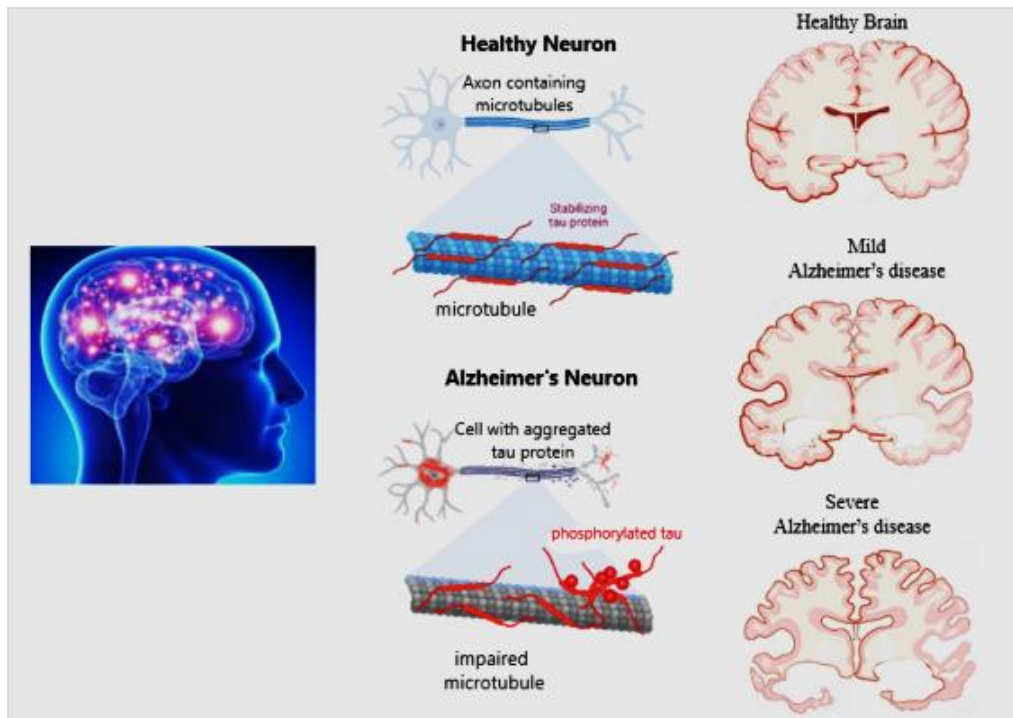 Healthy Neuron
Axon containing
microtubules
Stabilizing
tau protein
microtubule
Alzheimer's Neuron
Cell with aggregated
tau protein
phosphorylated tau
impaired
microtubule
Healthy Brain
Mild
Alzheimer's disease
Severe
Alzheimer's disease